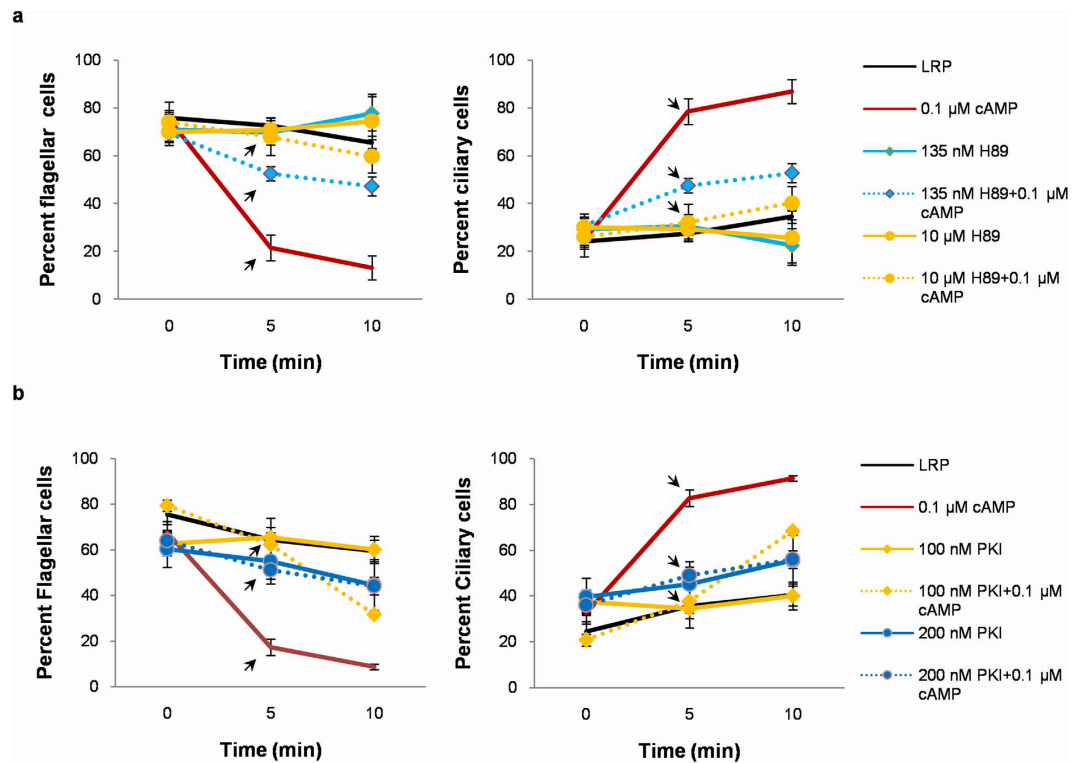 a
Percent flagellar cells
100
80
60
40
20
0
0 5 10
Time (min)
Percent ciliary cells
100
80
60
40
20
0
0 5 10
Time (min)
LRP
0.1 µM cAMP
135 nM H89
135 nM H89+0.1 µM
cAMP
10 µM H89
10 µM H89+0.1 µM
cAMP
b
Percent Flagellar cells
100
80
60
40
20
0
0 5 10
Time (min)
Percent Ciliary cells
100
80
60
40
20
0
0 5 10
Time (min)
LRP
0.1 µM cAMP
100 nM PKI
100 nM PKI+0.1 µM
cAMP
200 nM PKI
200 nM PKI+0.1 µM
cAMP